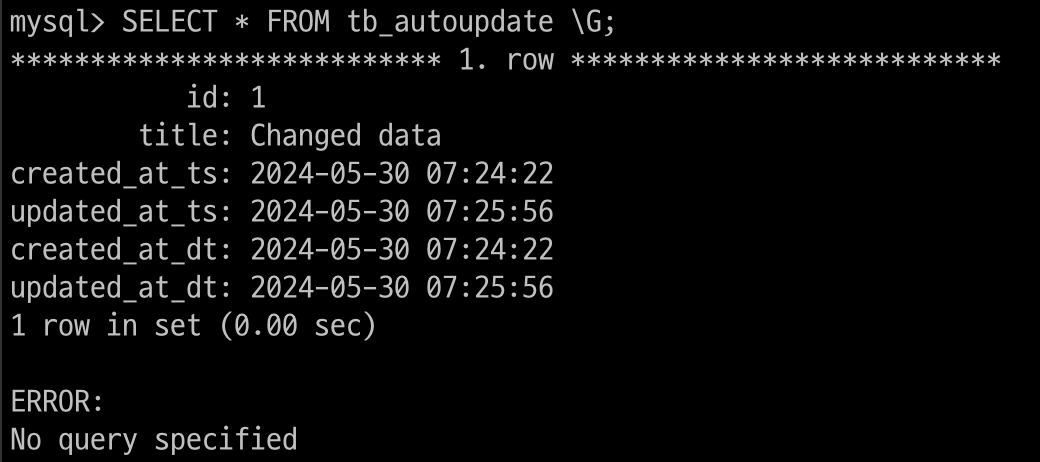 mysql> SELECT * FROM tb_autoupdate \G;
*************************** 1. row ***************************
           id: 1
        title: Changed data
created_at_ts: 2024-05-30 07:24:22
updated_at_ts: 2024-05-30 07:25:56
created_at_dt: 2024-05-30 07:24:22
updated_at_dt: 2024-05-30 07:25:56
1 row in set (0.00 sec)
ERROR:
No query specified